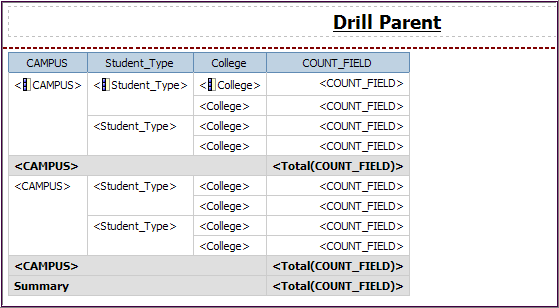 Drill Parent
CAMPUS Student_Type College COUNT_FIELD
<CAMPUS> <Student_Type> <College> <COUNT_FIELD>
<College> <COUNT_FIELD>
<Student_Type> <College> <COUNT_FIELD>
<College> <COUNT_FIELD>
<CAMPUS> <Total(COUNT_FIELD)>
<CAMPUS> <Student_Type> <College> <COUNT_FIELD>
<College> <COUNT_FIELD>
<Student_Type> <College> <COUNT_FIELD>
<College> <COUNT_FIELD>
<CAMPUS> <Total(COUNT_FIELD)>
Summary <Total(COUNT_FIELD)>